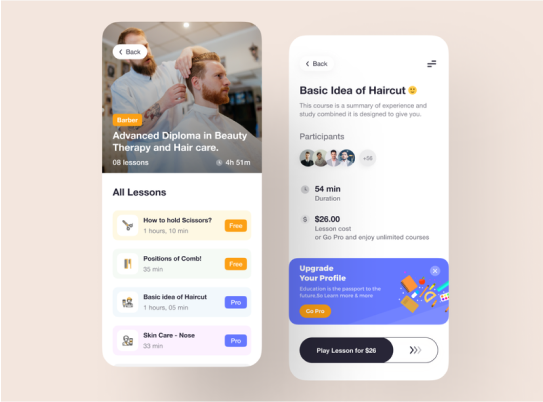 Back
Barber
Advanced Diploma in Beauty
Therapy and Hair care.
08 lessons
4h 51m
All Lessons
How to hold Scissors?
1 hours, 10 min
Free
Positions of Comb!
35 min
Free
Basic idea of Haircut
1 hours, 05 min
Pro
Skin Care - Nose
33 min
Pro
Back
Basic Idea of Haircut
This course is a summary of experience and
study combined it is designed to give you.
Participants
+56
54 min
Duration
$
$26.00
Lesson cost
or Go Pro and enjoy unlimited courses
Upgrade
Your Profile
Education is the passport to the
future,So Learn more & more
Go Pro
Play Lesson for $26